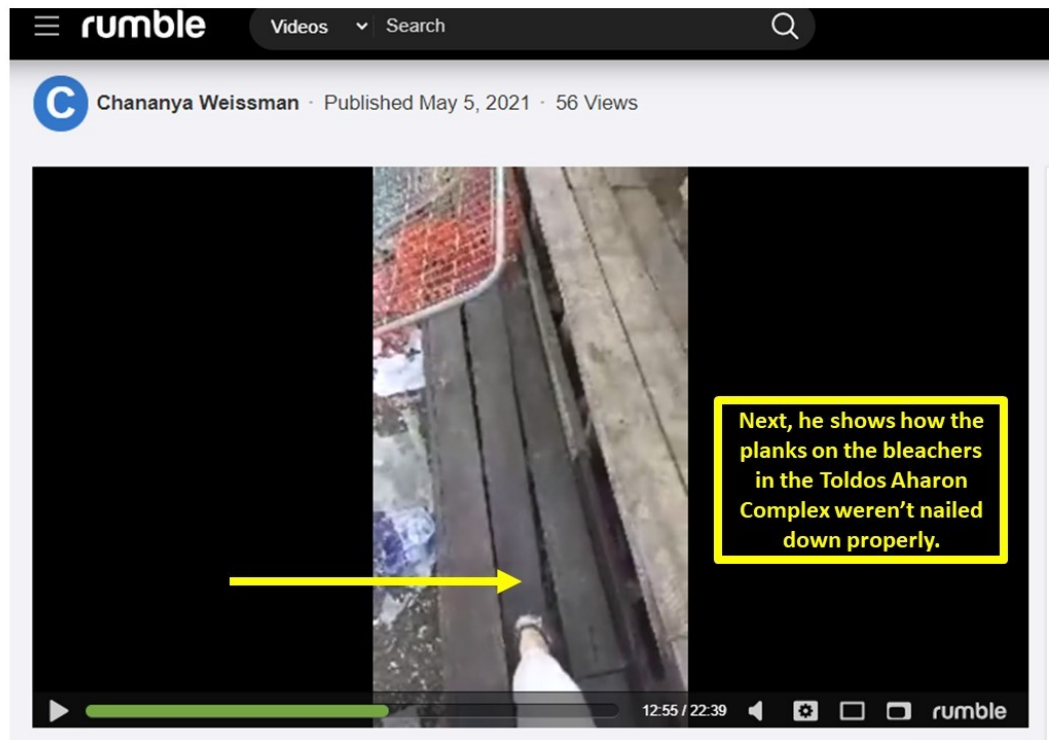 rumble Videos Search
C Chananya Weissman · Published May 5, 2021 · 56 Views
Next, he shows how the
planks on the bleachers
in the Toldos Aharon
Complex weren’t nailed
down properly.
12:55 / 22:39 rumble